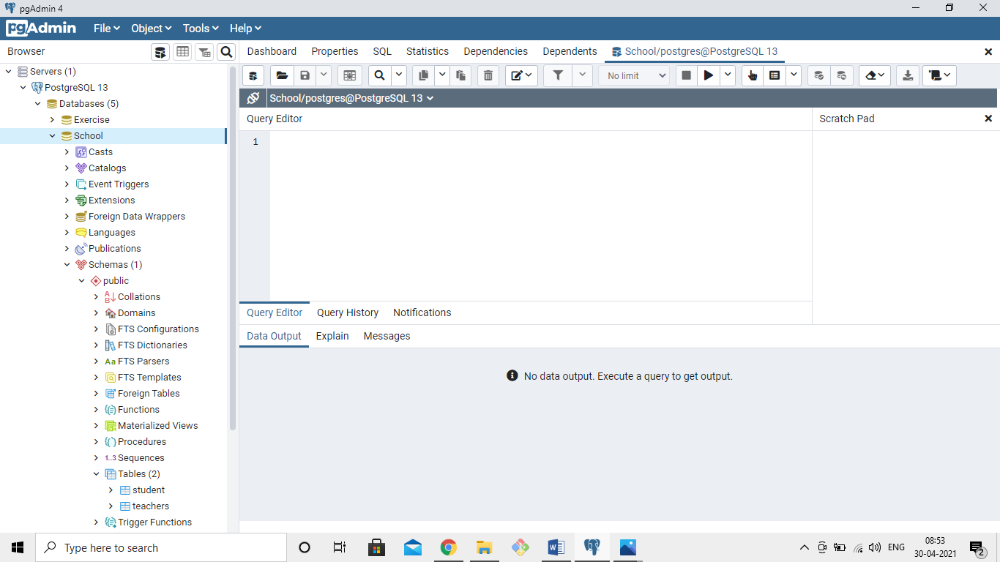 pgAdmin 4
pgAdmin File Object Tools Help
Browser
Dashboard Properties SQL Statistics Dependencies Dependents School/postgres@PostgreSQL 13
No limit
School/postgres@PostgreSQL 13
Servers (1)
PostgreSQL 13
Databases (5)
Exercise
School
Casts
Catalogs
Event Triggers
Extensions
Foreign Data Wrappers
Languages
Publications
Schemas (1)
public
Collations
Domains
FTS Configurations
FTS Dictionaries
Aa FTS Parsers
FTS Templates
Foreign Tables
Functions
Materialized Views
Procedures
1..3 Sequences
Tables (2)
student
teachers
Trigger Functions
Query Editor
Scratch Pad
1
Query Editor Query History Notifications
Data Output Explain Messages
No data output. Execute a query to get output.
Type here to search
ENG
08:53
30-04-2021
2